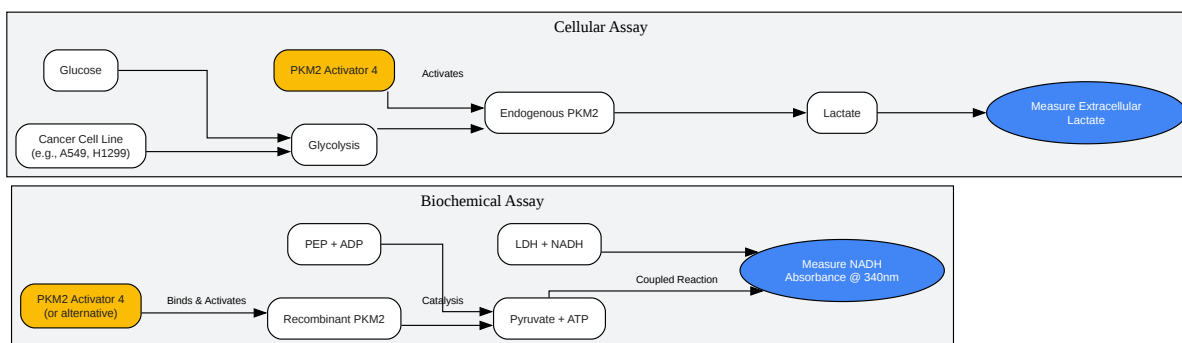 Cellular Assay
Glucose
PKM2 Activator 4
Activates
Endogenous PKM2
Lactate
Measure Extracellular
Lactate
Cancer Cell Line
(e.g., A549, H1299)
Glycolysis
Biochemical Assay
PEP + ADP
LDH + NADH
Measure NADH
Absorbance @ 340nm
Coupled Reaction
PKM2 Activator 4
(or alternative)
Binds & Activates
Recombinant PKM2
Catalysis
Pyruvate + ATP